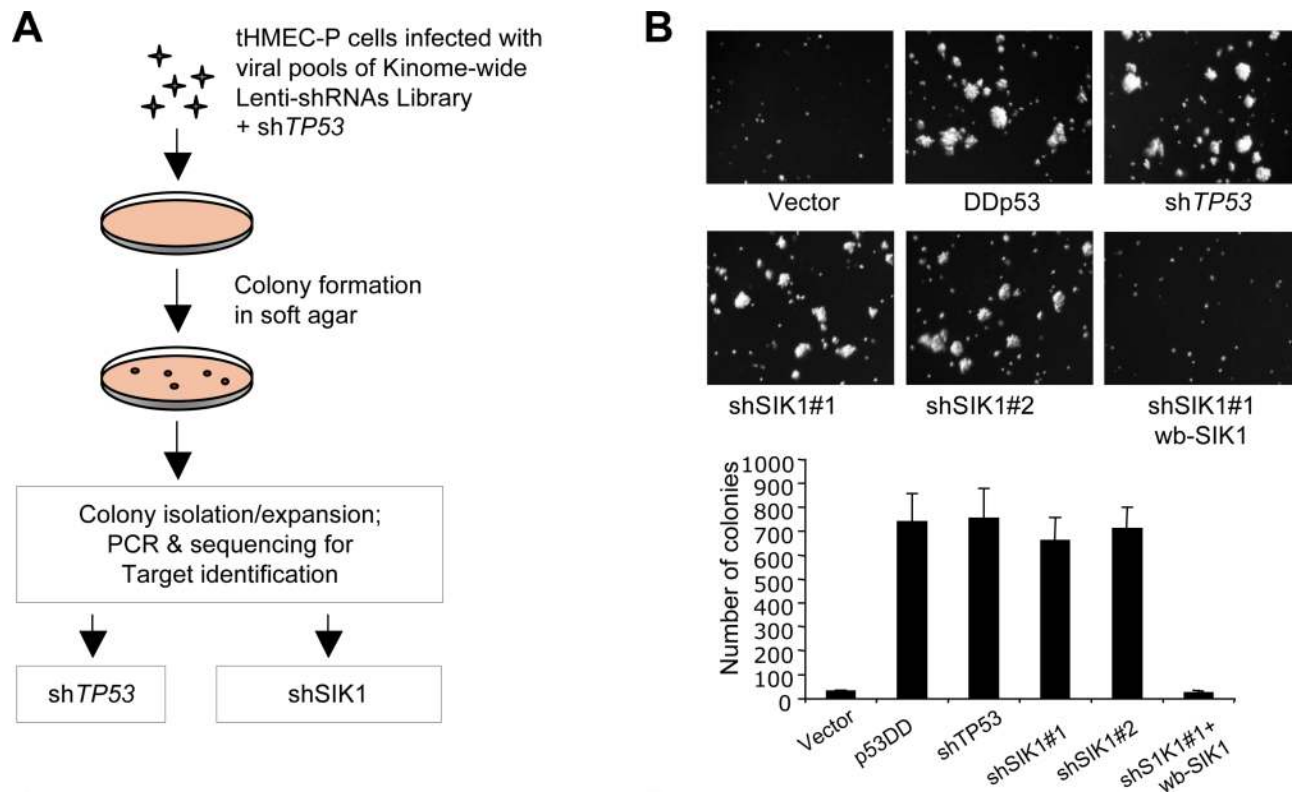 A
tHMEC-P cells infected with
viral pools of Kinome-wide
Lenti-shRNAs Library
+ shTP53
Colony formation
in soft agar
Colony isolation/expansion;
PCR & sequencing for
Target identification
shTP53
shSIK1
B
Vector
DDp53
shTP53
shSIK1#1
shSIK1#2
shSIK1#1
wb-SIK1
Number of colonies
1000
900
800
700
600
500
400
300
200
100
0
Vector
p53DD
shTP53
shSIK1#1
shSIK1#2
shS1K1#1+
wb-SIK1